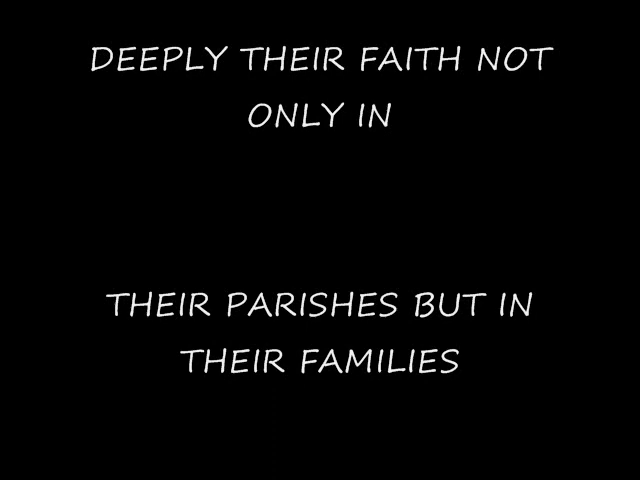 DEEPLY THEIR FAITH NOT
ONLY IN
THEIR PARISHES BUT IN
THEIR FAMILIES